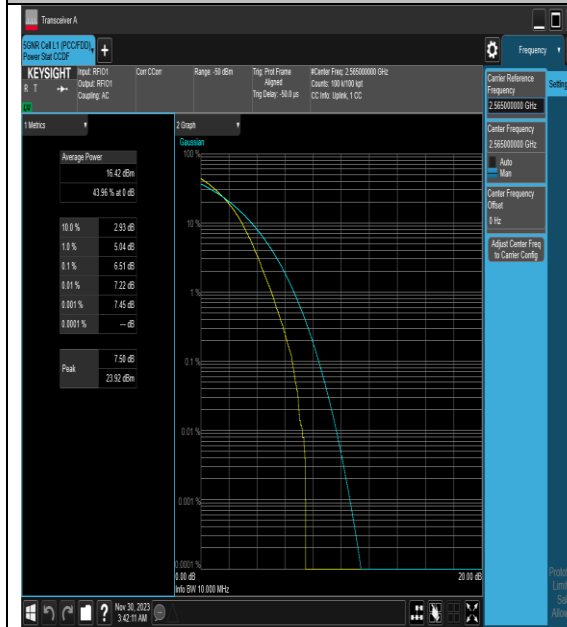 Transceiver A
5GNR Cell L1 (PCC/FDD),
Power Stat CCDF
+
Frequency
KEYSIGHT
R T
Input: RFIO1
Output: RFIO1
Coupling: AC
Corr CCorr
Range: -50 dBm
Trig: Prot Frame
Aligned
Trig Delay: -50.0 µs
#Center Freq: 2.565000000 GHz
Counts: 100 k/100 kpt
CC Info: Uplink, 1 CC
1 Metrics
Average Power
16.42 dBm
43.96 % at 0 dB
10.0 % 2.93 dB
1.0 % 5.04 dB
0.1 % 6.51 dB
0.01 % 7.22 dB
0.001 % 7.45 dB
0.0001 % --- dB
Peak
7.50 dB
23.92 dBm
2 Graph
Gaussian
100 %
10 %
1 %
0.1 %
0.01 %
0.001 %
0.0001 %
0.00 dB
20.00 dB
Info BW 10.000 MHz
Carrier Reference
Frequency
2.565000000 GHz
Center Frequency
2.565000000 GHz
Auto
Man
Center Frequency
Offset
0 Hz
Adjust Center Freq
to Carrier Config
?
Nov 30, 2023
3:42:11 AM